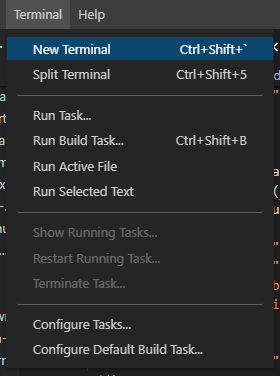 Terminal Help
New Terminal Ctrl+Shift+`
Split Terminal Ctrl+Shift+5
Run Task...
Run Build Task... Ctrl+Shift+B
Run Active File
Run Selected Text
Show Running Tasks...
Restart Running Task...
Terminate Task...
Configure Tasks...
Configure Default Build Task...